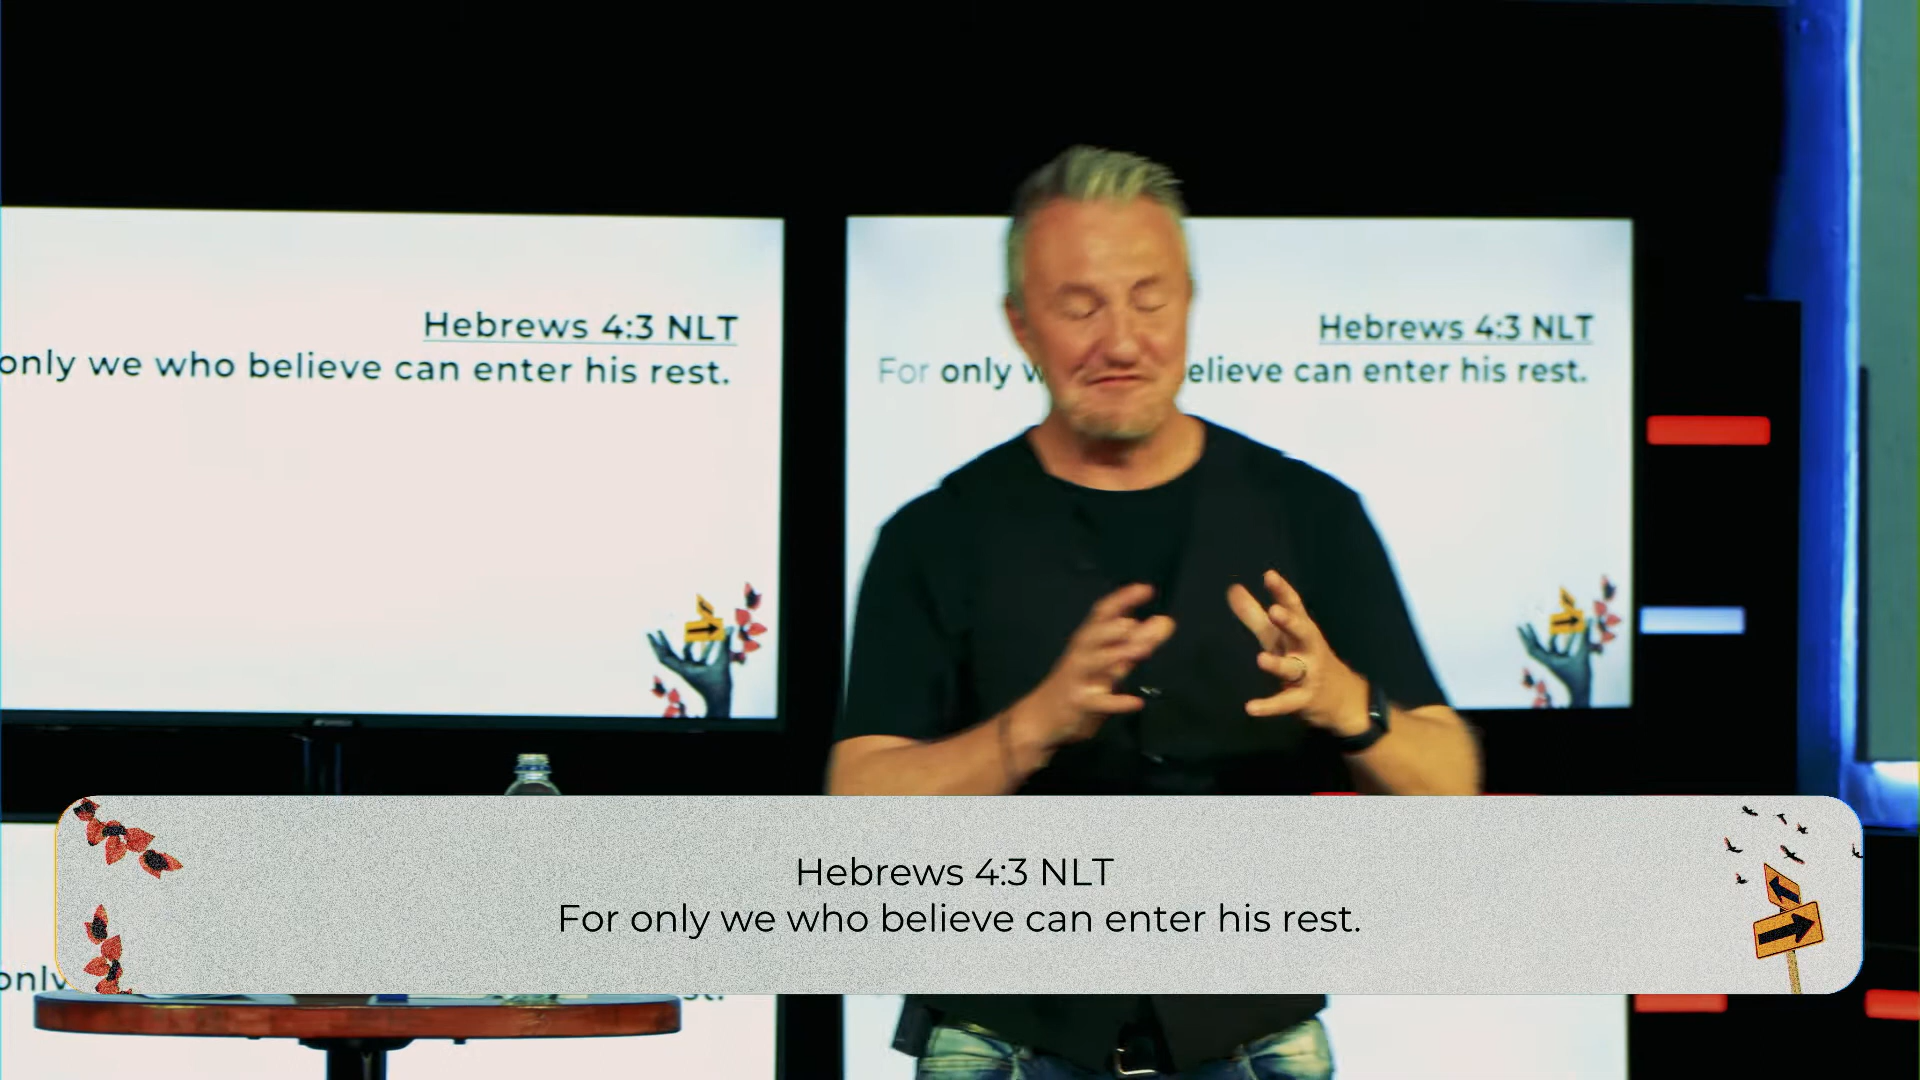 Hebrews 4:3 NLT
only we who believe can enter his rest.
Hebrews 4:3 NLT
For only elieve can enter his rest.
Hebrews 4:3 NLT
For only we who believe can enter his rest.
only